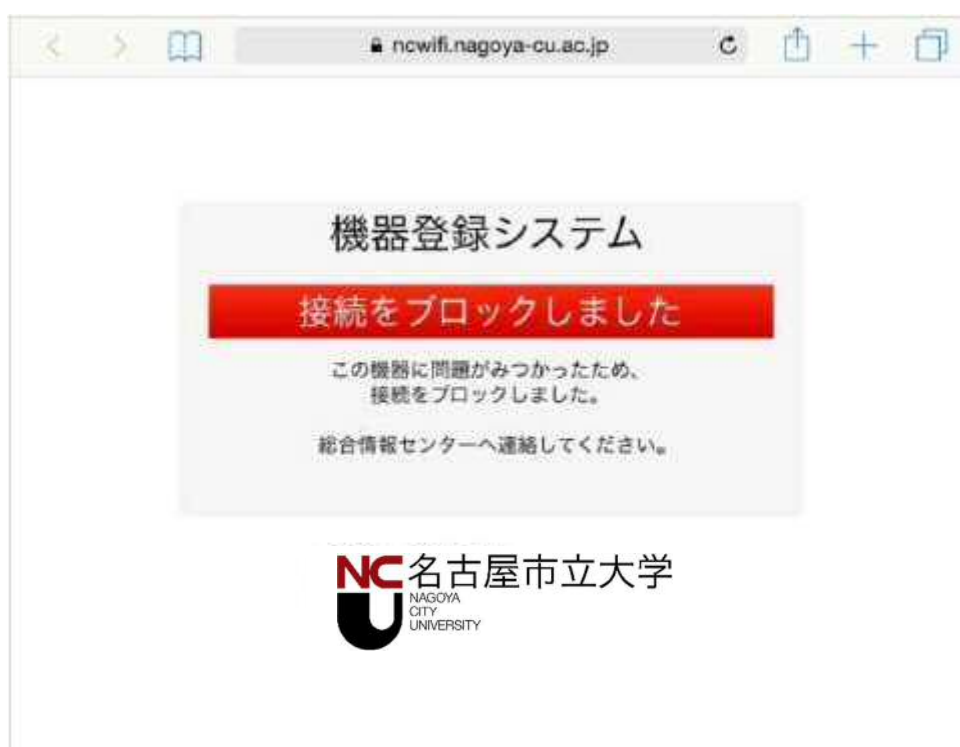 ncwifi.nagoya-cu.ac.jp
機器登録システム
接続をブロックしました
この機器に問題がみつかったため、
接続をブロックしました。
総合情報センターへ連絡してください。
NCU 名古屋市立大学
NAGOYA
CITY
UNIVERSITY